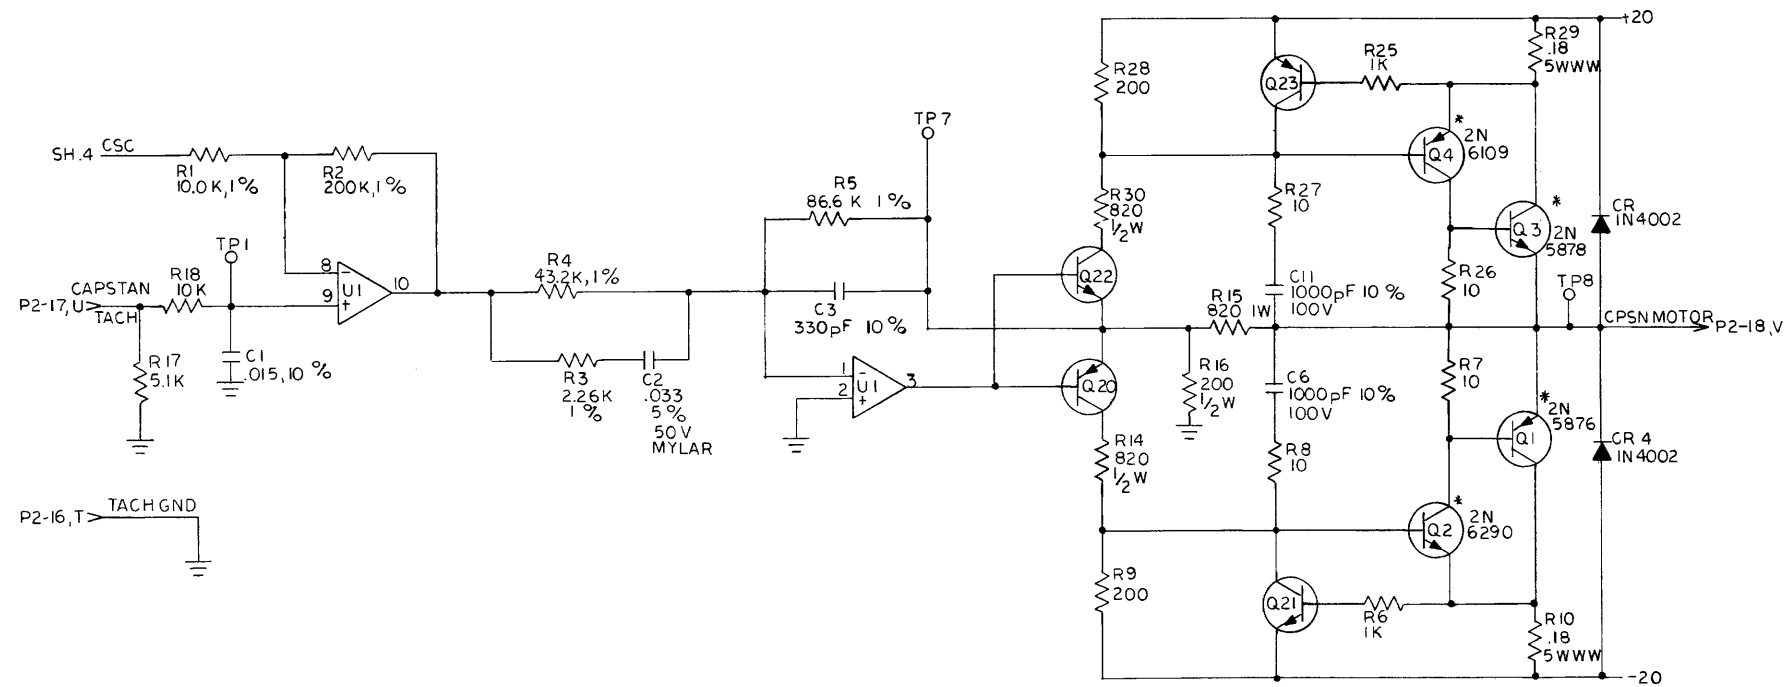 SH.4 CSC
R1
10.0K,1%
R2
200K,1%
TP1
CAPSTAN
TACH
P2-17,U
R18
10K
R17
5.1K
C1
.015,10 %
8
9
-
+
U1
10
P2-16,T
TACH GND
R4
43.2K,1%
R3
2.26K
1%
C2
.033
5%
50V
MYLAR
R5
86.6 K 1%
C3
330pF 10%
TP7
1
2
-
+
U1
3
R28
200
R30
820
1/2W
Q22
Q20
R14
820
1/2W
R9
200
R15
820 1W
R16
200
1/2W
Q23
R25
1K
R27
10
C11
1000pF 10%
100V
C6
1000pF 10%
100V
R8
10
Q21
R6
1K
Q4
*
2N
6109
R26
10
R7
10
Q2
*
2N
6290
R29
.18
5WWW
Q3
*
2N
5878
Q1
*
2N
5876
R10
.18
5WWW
+20
CR
1N4002
TP8
CPSN MOTOR
P2-18,V
CR 4
1N4002
-20